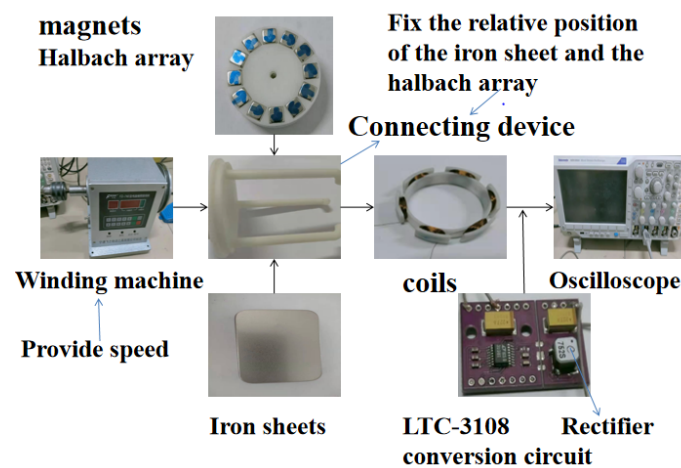 magnets
Halbach array
Fix the relative position
of the iron sheet and the
halbach array
Connecting device
Winding machine
coils
Oscilloscope
Provide speed
Iron sheets
LTC-3108
conversion circuit
Rectifier